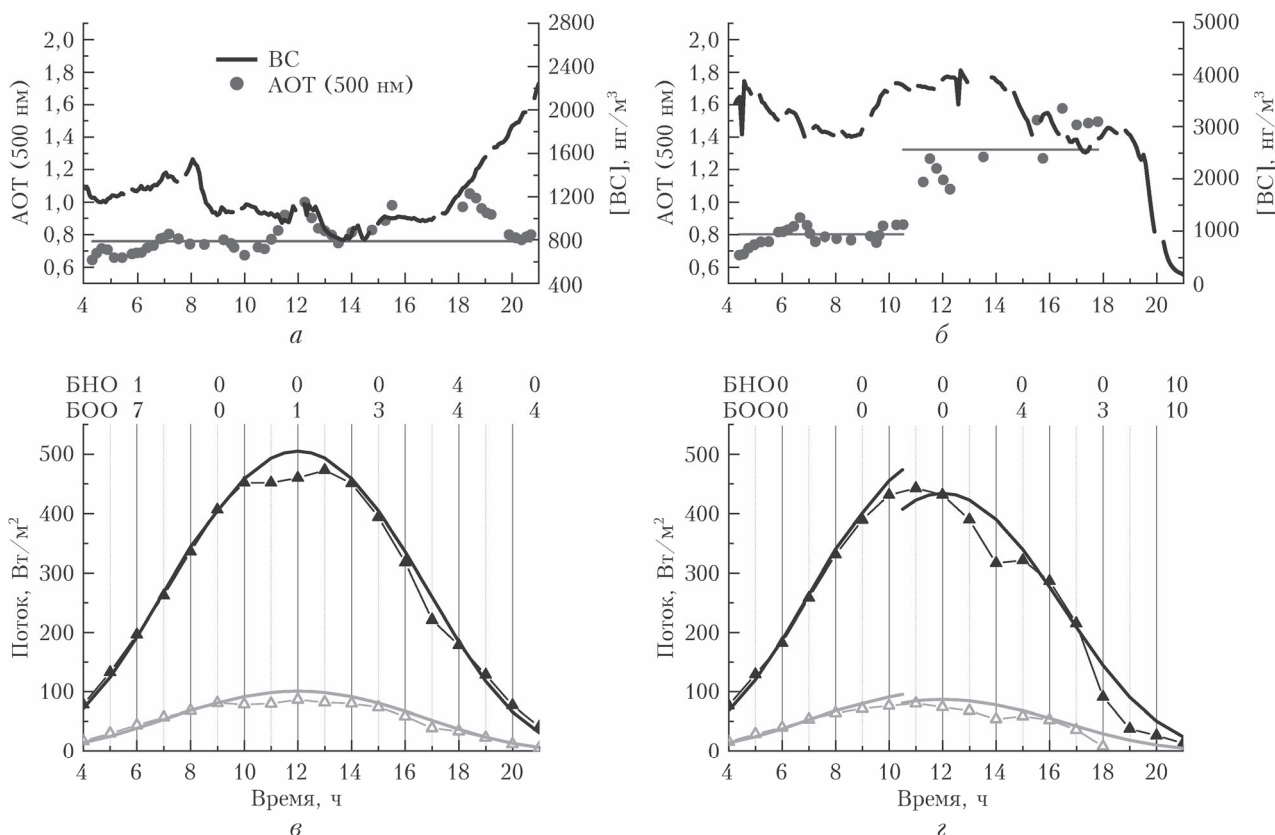 2,0
1,8
1,6
1,4
1,2
1,0
0,8
0,6
АОТ (500 нм)
BC
АОТ (500 нм)
2800
2400
2000
1600
1200
800
400
[BC], нг/м³
4 6 8 10 12 14 16 18 20
а
2,0
1,8
1,6
1,4
1,2
1,0
0,8
0,6
АОТ (500 нм)
5000
4000
3000
2000
1000
0
[BC], нг/м³
4 6 8 10 12 14 16 18 20
б
БНО 1 0 0 0 4 0
БОО 7 0 1 3 4 4
500
400
300
200
100
0
Поток, Вт/м²
4 6 8 10 12 14 16 18 20
Время, ч
в
БНО 0 0 0 0 0 10
БОО 0 0 0 4 3 10
500
400
300
200
100
0
Поток, Вт/м²
4 6 8 10 12 14 16 18 20
Время, ч
г